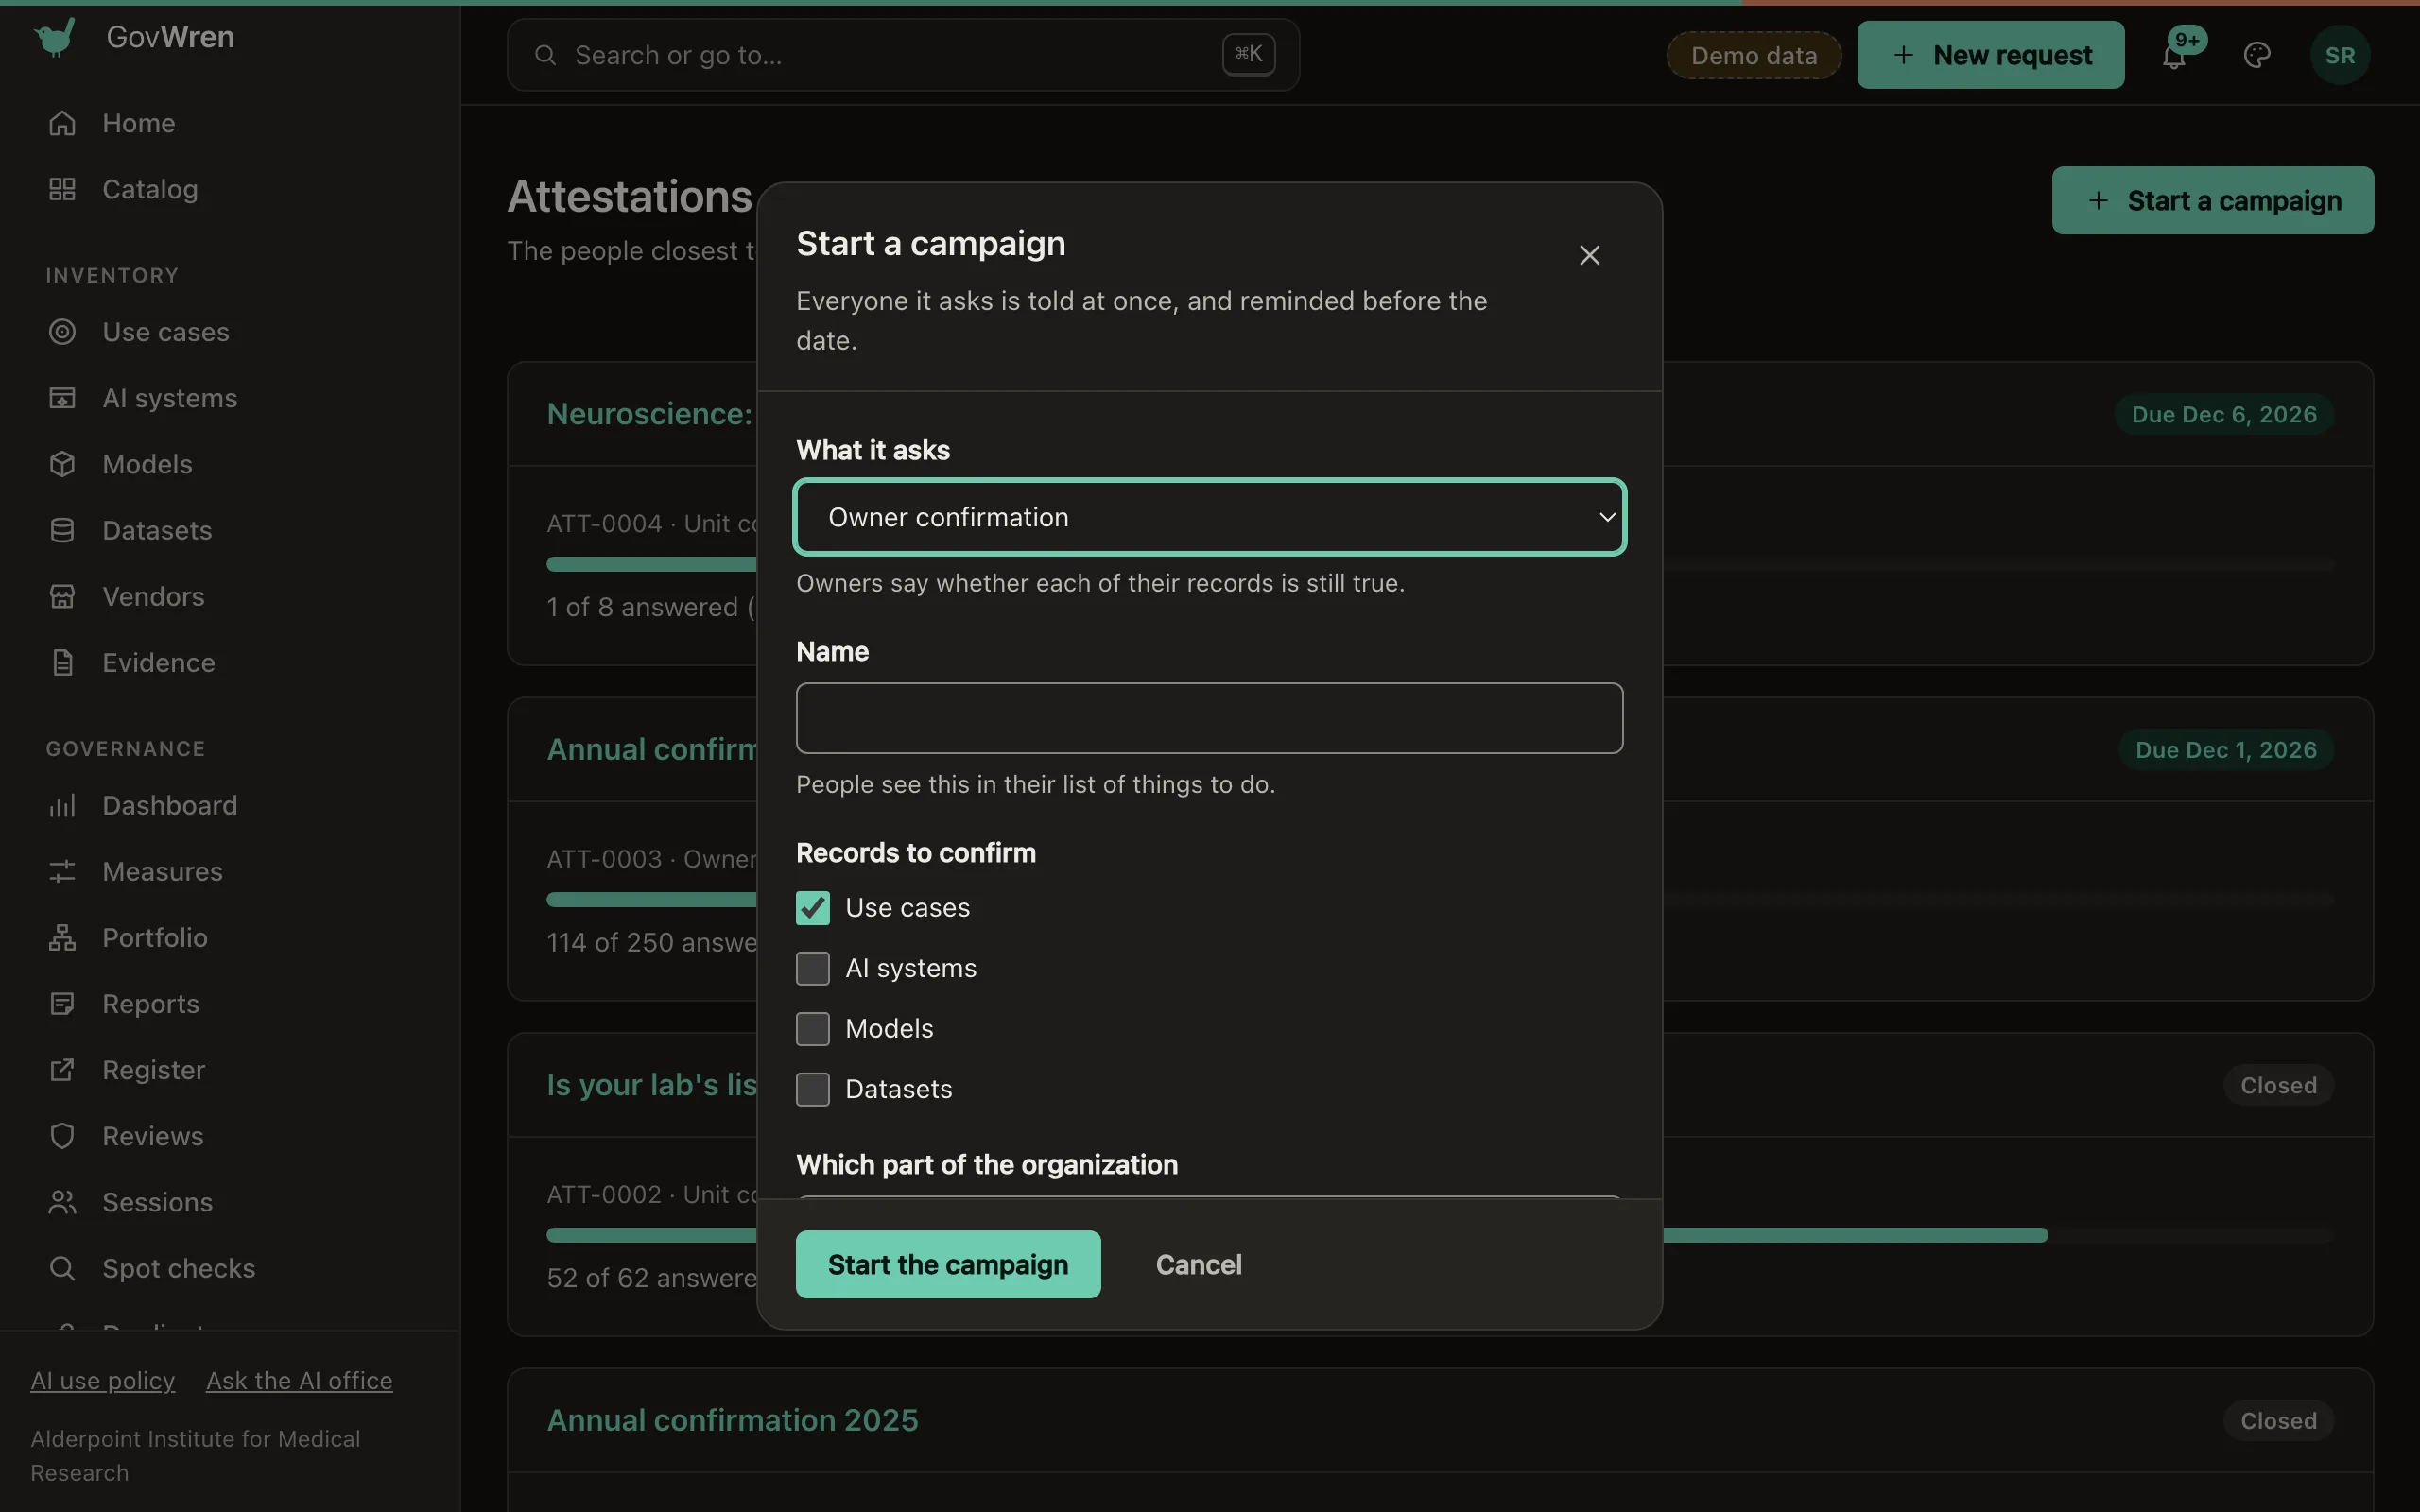 GovWren
Search or go to...
⌘K
Demo data
+ New request
9+
SR
Home
Catalog
INVENTORY
Use cases
AI systems
Models
Datasets
Vendors
Evidence
GOVERNANCE
Dashboard
Measures
Portfolio
Reports
Register
Reviews
Sessions
Spot checks
AI use policy
Ask the AI office
Alderpoint Institute for Medical
Research
Attestations
The people closest
+ Start a campaign
Neuroscience:
Due Dec 6, 2026
ATT-0004 · Unit
1 of 8 answered (
Annual
Due Dec 1, 2026
ATT-0003 · Owner
114 of 250
Is your lab's
Closed
ATT-0002 · Unit
52 of 62
Annual confirmation 2025
Closed
Start a campaign
Everyone it asks is told at once, and reminded before the
date.
What it asks
Owner confirmation
Owners say whether each of their records is still true.
Name
People see this in their list of things to do.
Records to confirm
Use cases
AI systems
Models
Datasets
Which part of the organization
Start the campaign
Cancel